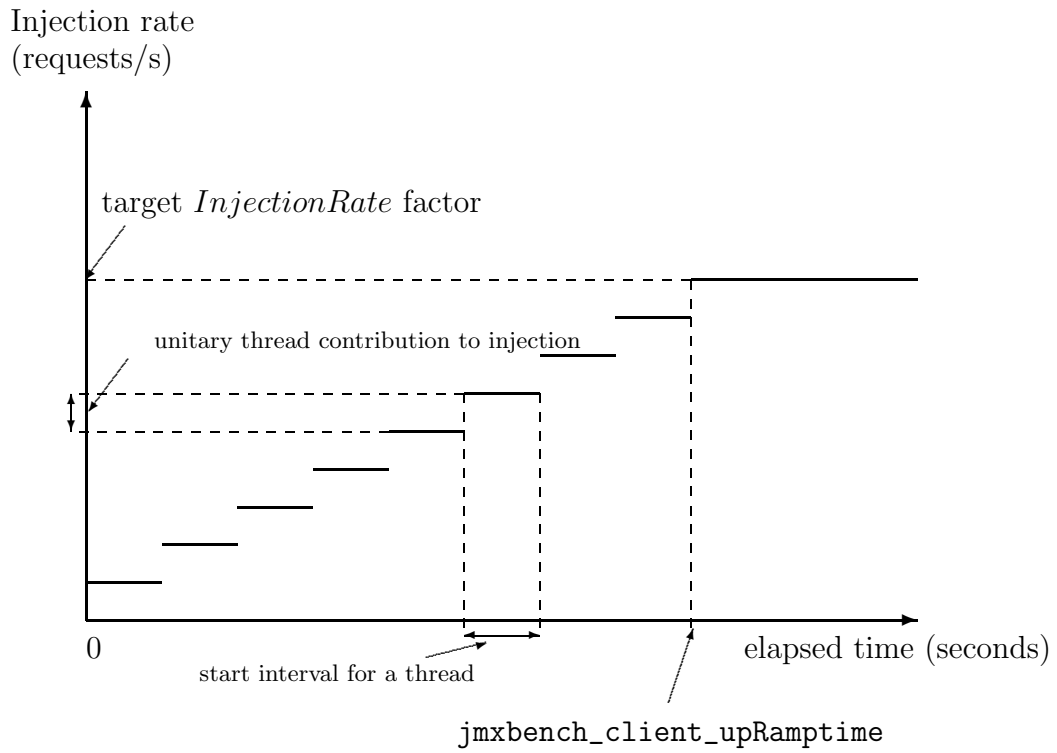 Injection rate
(requests/s)
target InjectionRate factor
unitary thread contribution to injection
0
elapsed time (seconds)
start interval for a thread
jmxbench_client_upRamptime